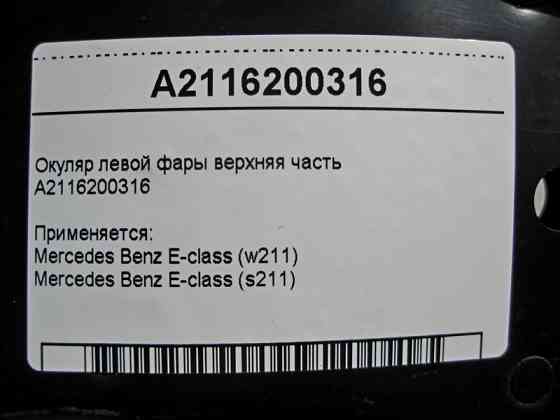 A2116200316
Окуляр левой фары верхняя часть
A2116200316
Применяется:
Mercedes Benz E-class (w211)
Mercedes Benz E-class (s211)